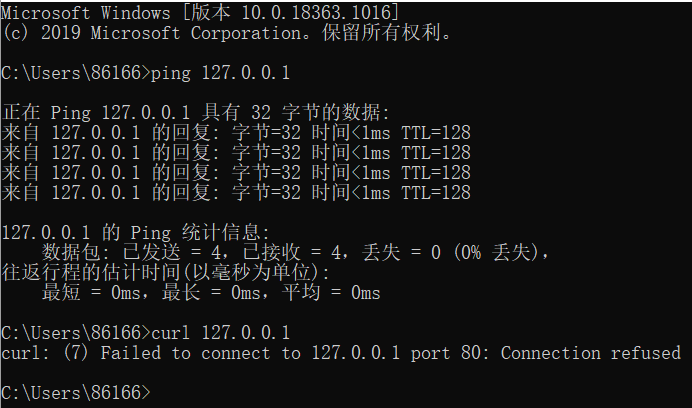 Microsoft Windows [版本 10.0.18363.1016]
(c) 2019 Microsoft Corporation。保留所有权利。
C:\Users\86166>ping 127.0.0.1
正在 Ping 127.0.0.1 具有 32 字节的数据:
来自 127.0.0.1 的回复: 字节=32 时间<1ms TTL=128
来自 127.0.0.1 的回复: 字节=32 时间<1ms TTL=128
来自 127.0.0.1 的回复: 字节=32 时间<1ms TTL=128
来自 127.0.0.1 的回复: 字节=32 时间<1ms TTL=128
127.0.0.1 的 Ping 统计信息:
数据包: 已发送 = 4，已接收 = 4，丢失 = 0 (0% 丢失)，
往返行程的估计时间(以毫秒为单位):
最短 = 0ms，最长 = 0ms，平均 = 0ms
C:\Users\86166>curl 127.0.0.1
curl: (7) Failed to connect to 127.0.0.1 port 80: Connection refused
C:\Users\86166>